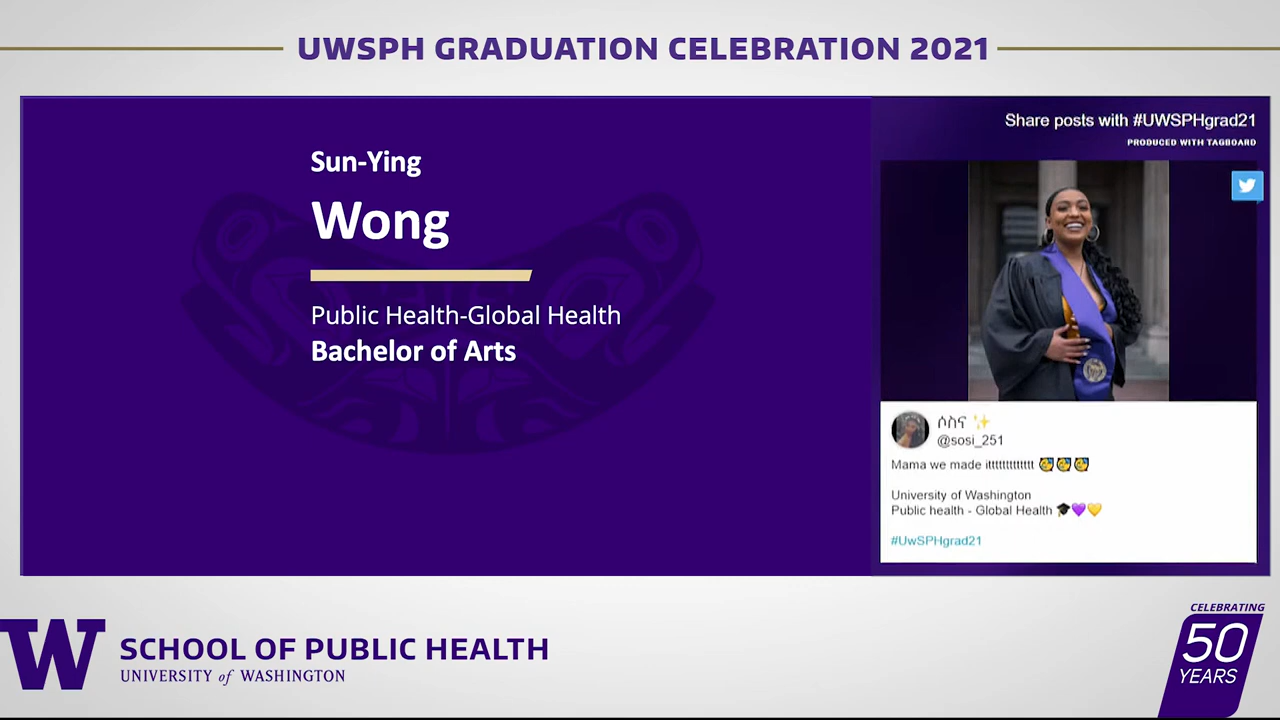 UWSPH GRADUATION CELEBRATION 2021
Sun-Ying
Wong
Public Health-Global Health
Bachelor of Arts
Share posts with #UWSPHgrad21
PRODUCED WITH TAGBOARD
ሶስና ✨
@sosi_251
Mama we made itttttttttttttt 🥳🥳🥳
University of Washington
Public health - Global Health 🎓💜💛
#UwSPHgrad21
W SCHOOL OF PUBLIC HEALTH
UNIVERSITY of WASHINGTON
CELEBRATING
50
YEARS